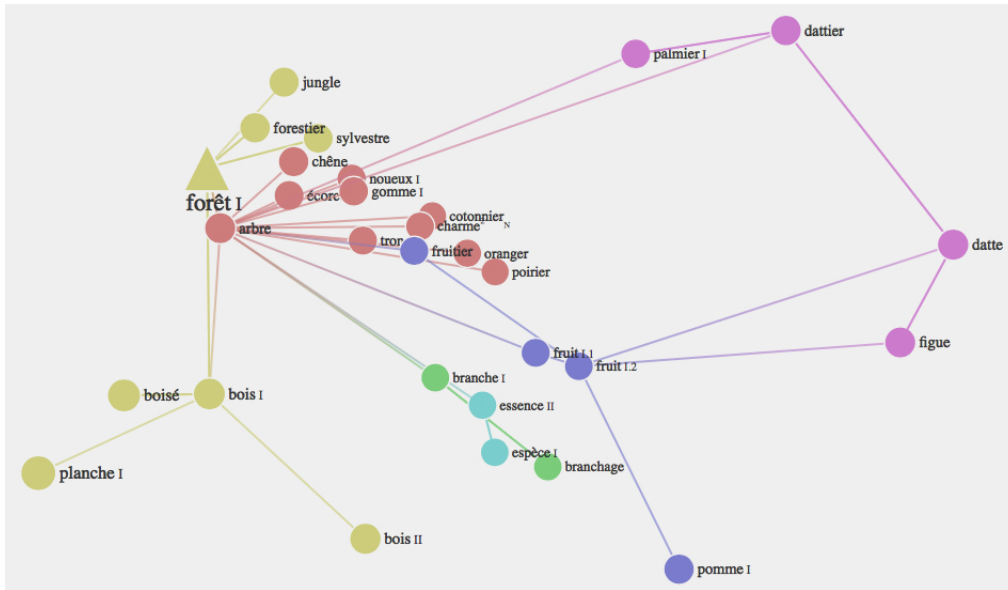 dattier
palmier I
jungle
forestier
sylvestre
chêne
noueux I
gomme I
écorc
forêt I
cotonnier
charme
N
arbre
datte
tronc
fruitier
oranger
poirier
figue
fruit I.1
fruit I.2
branche I
boisé
bois I
essence II
espèce I
branchage
planche I
bois II
pomme I